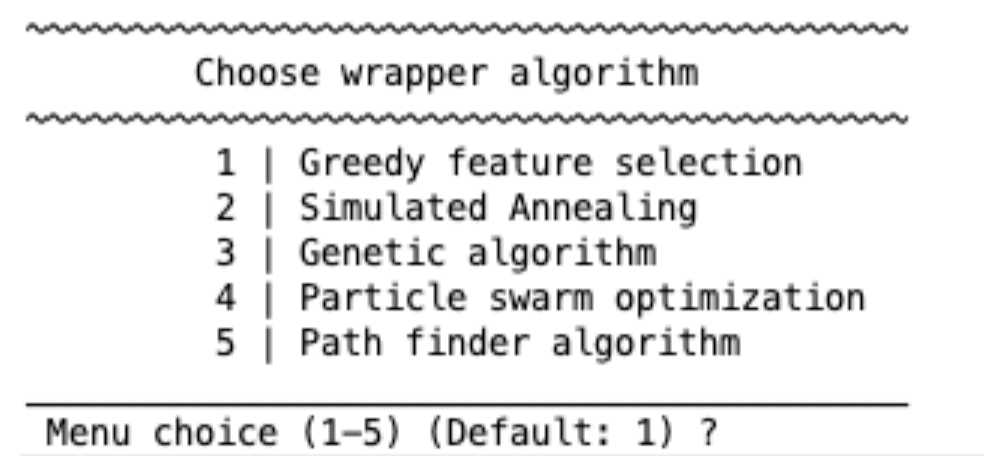 Choose wrapper algorithm
1 | Greedy feature selection
2 | Simulated Annealing
3 | Genetic algorithm
4 | Particle swarm optimization
5 | Path finder algorithm
Menu choice (1–5) (Default: 1) ?